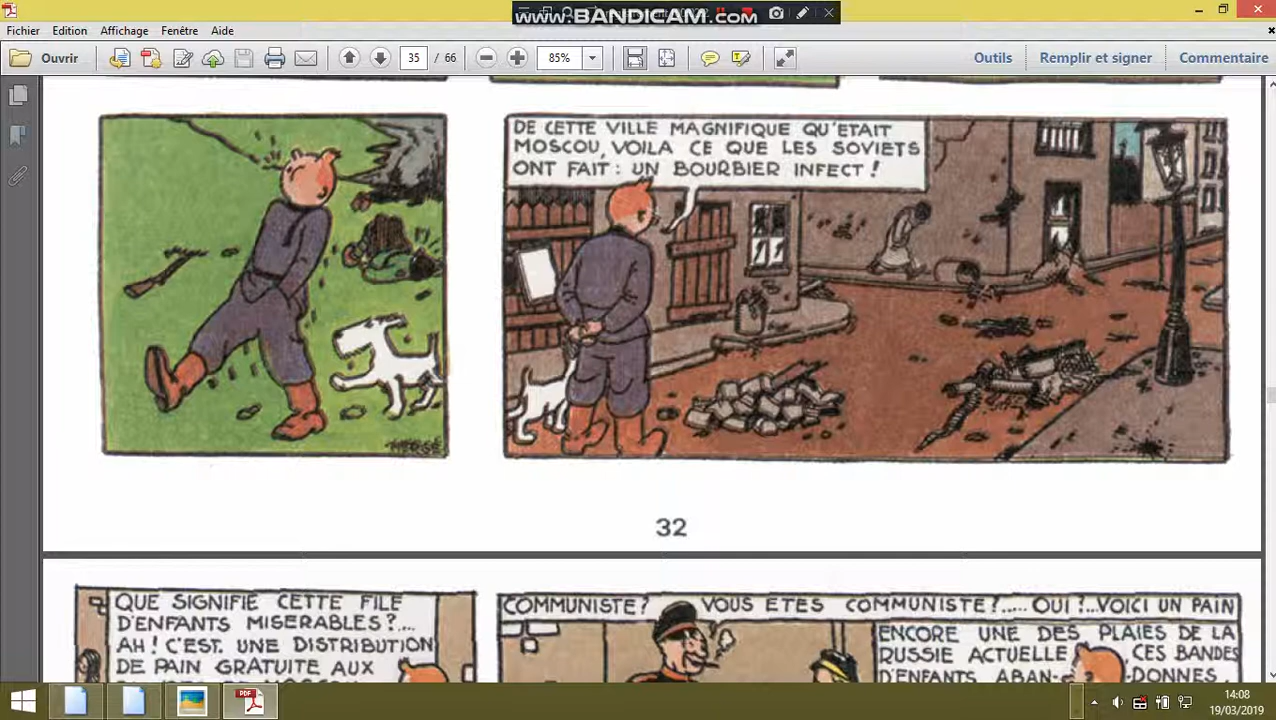 www.BANDICAM.com
Fichier Edition Affichage Fenêtre Aide
Ouvrir 35 / 66 85% Outils Remplir et signer Commentaire
DE CETTE VILLE MAGNIFIQUE QU'ETAIT
MOSCOU, VOILA CE QUE LES SOVIETS
ONT FAIT : UN BOURBIER INFECT !
HERGÉ
32
QUE SIGNIFIE CETTE FILE
D'ENFANTS MISERABLES ?...
AH ! C'EST UNE DISTRIBUTION
DE PAIN GRATUITE AUX
COMMUNISTE ? VOUS ETES COMMUNISTE ?..... OUI ?...VOICI UN PAIN
ENCORE UNE DES PLAIES DE LA
RUSSIE ACTUELLE CES BANDES
D'ENFANTS ABAN- DONNES.
PDF
14:08
19/03/2019